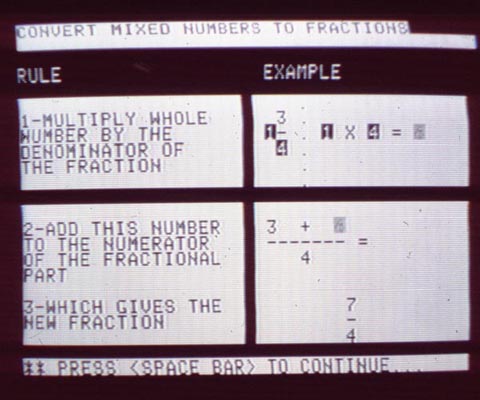 CONVERT MIXED NUMBERS TO FRACTIONS
RULE
EXAMPLE
1-MULTIPLY WHOLE
NUMBER BY THE
DENOMINATOR OF
THE FRACTION
3
1- 1 X 4 =
4
2-ADD THIS NUMBER
TO THE NUMERATOR
OF THE FRACTIONAL
PART
3 +
------- =
4
3-WHICH GIVES THE
NEW FRACTION
7
-
4
** PRESS <SPACE BAR> TO CONTINUE...